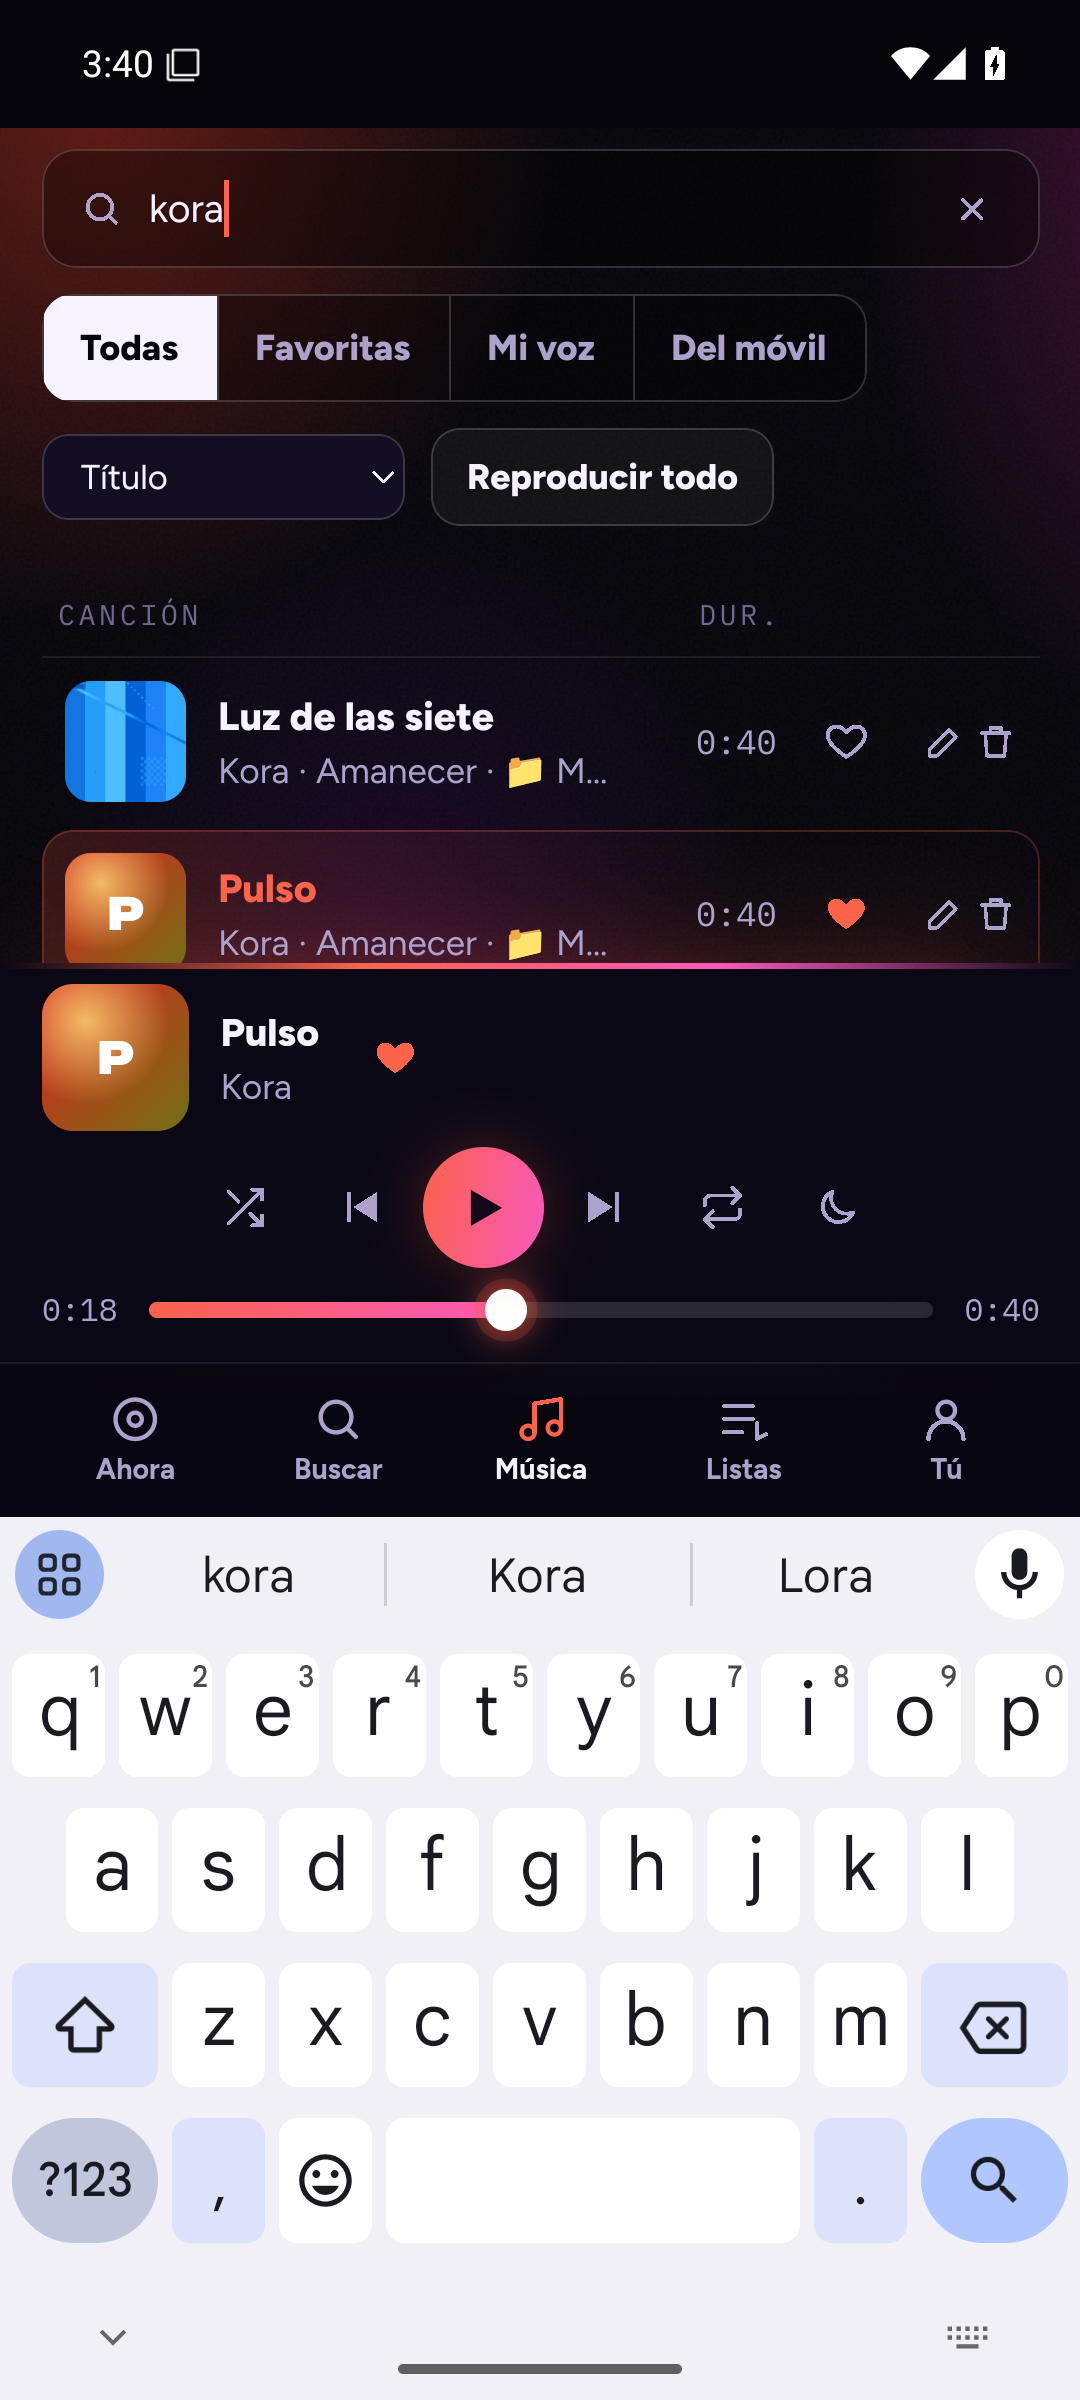 3:40
kora
Todas Favoritas Mi voz Del móvil
Título Reproducir todo
CANCIÓN DUR.
Luz de las siete
Kora · Amanecer · 📁 M... 0:40
P Pulso
Kora · Amanecer · 📁 M... 0:40
P Pulso
Kora
0:18 0:40
Ahora Buscar Música Listas Tú
kora Kora Lora
q1 w2 e3 r4 t5 y6 u7 i8 o9 p0
a s d f g h j k l
z x c v b n m
?123 , .